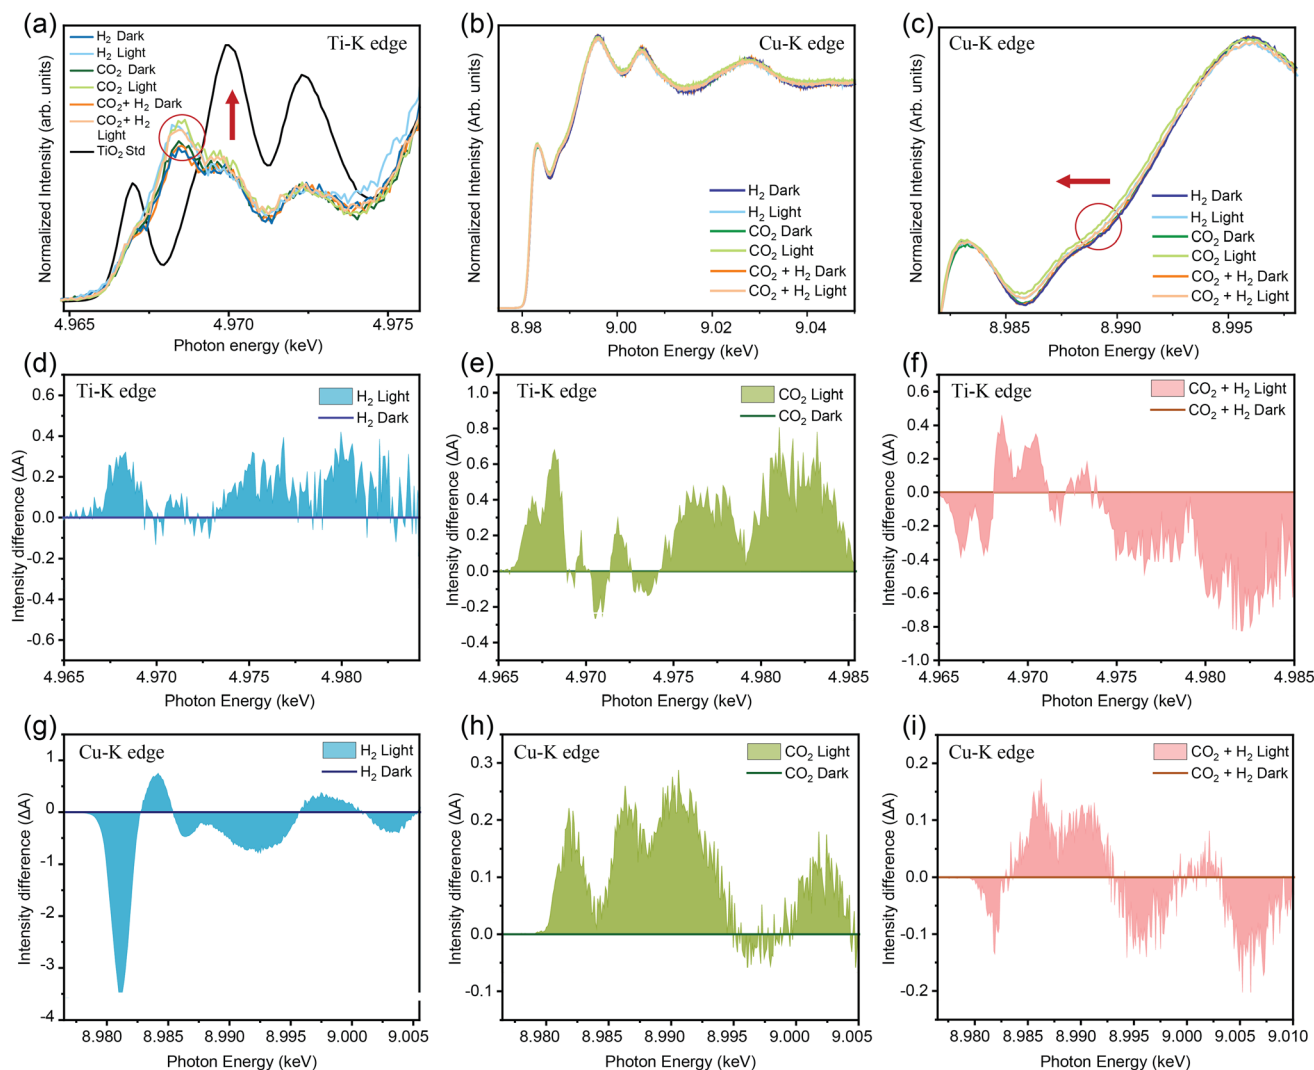 (a)
Ti-K edge
H₂ Dark
H₂ Light
CO₂ Dark
CO₂ Light
CO₂+ H₂ Dark
CO₂+ H₂
Light
TiO₂ Std
Normalized Intensity (arb. units)
4.965
4.970
4.975
Photon energy (keV)
(b)
Cu-K edge
H₂ Dark
H₂ Light
CO₂ Dark
CO₂ Light
CO₂ + H₂ Dark
CO₂ + H₂ Light
Normalized Intensity (Arb. units)
8.98
9.00
9.02
9.04
Photon Energy (keV)
(c)
Cu-K edge
H₂ Dark
H₂ Light
CO₂ Dark
CO₂ Light
CO₂ + H₂ Dark
CO₂ + H₂ Light
Normalized Intensity (Arb. units)
8.985
8.990
8.995
Photon Energy (keV)
(d)
Ti-K edge
H₂ Light
H₂ Dark
Intensity difference (ΔA)
0.6
0.4
0.2
0.0
-0.2
-0.4
-0.6
4.965
4.970
4.975
4.980
Photon Energy (keV)
(e)
Ti-K edge
CO₂ Light
CO₂ Dark
Intensity difference (ΔA)
1.0
0.8
0.6
0.4
0.2
0.0
-0.2
-0.4
4.965
4.970
4.975
4.980
4.985
Photon Energy (keV)
(f)
Ti-K edge
CO₂ + H₂ Light
CO₂ + H₂ Dark
Intensity difference (ΔA)
0.6
0.4
0.2
0.0
-0.2
-0.4
-0.6
-0.8
-1.0
4.965
4.970
4.975
4.980
4.985
Photon Energy (keV)
(g)
Cu-K edge
H₂ Light
H₂ Dark
Intensity difference (ΔA)
1
0
-1
-2
-3
-4
8.980
8.985
8.990
8.995
9.000
9.005
Photon Energy (keV)
(h)
Cu-K edge
CO₂ Light
CO₂ Dark
Intensity difference (ΔA)
0.3
0.2
0.1
0.0
-0.1
8.980
8.985
8.990
8.995
9.000
9.005
Photon Energy (keV)
(i)
Cu-K edge
CO₂ + H₂ Light
CO₂ + H₂ Dark
Intensity difference (ΔA)
0.2
0.1
0.0
-0.1
-0.2
8.980
8.985
8.990
8.995
9.000
9.005
9.010
Photon Energy (keV)